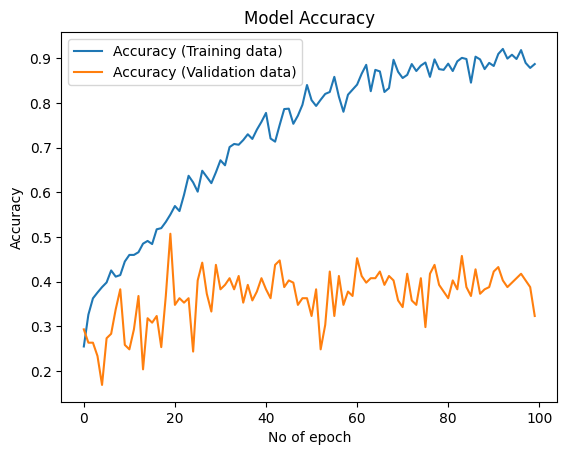 Model Accuracy
Accuracy (Training data)
Accuracy (Validation data)
0.9
0.8
0.7
0.6
0.5
0.4
0.3
0.2
Accuracy
0 20 40 60 80 100
No of epoch